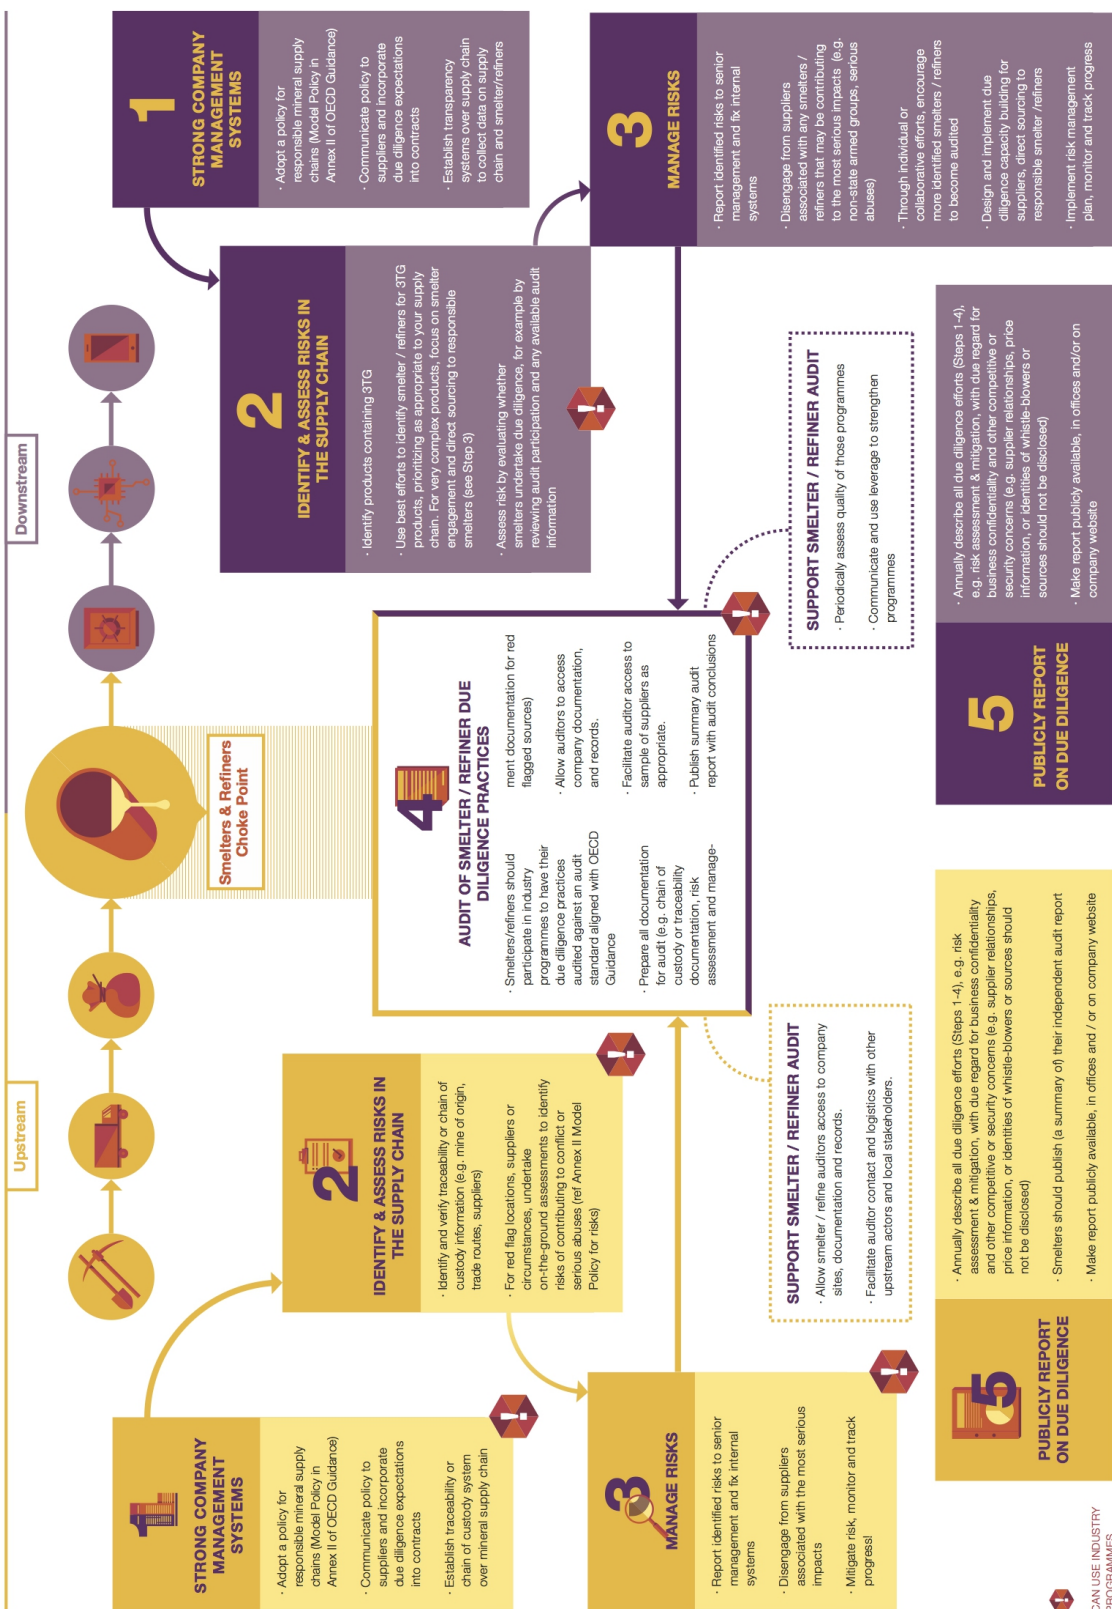 Upstream
Downstream
Smelters & Refiners
Choke Point
1
STRONG COMPANY
MANAGEMENT
SYSTEMS
· Adopt a policy for
responsible mineral supply
chains (Model Policy in
Annex II of OECD Guidance)
· Communicate policy to
suppliers and incorporate
due diligence expectations
into contracts
· Establish traceability or
chain of custody system
over mineral supply chain
2
IDENTIFY & ASSESS RISKS IN
THE SUPPLY CHAIN
· Identify and verify traceability or chain of
custody information (e.g. mine of origin,
trade routes, suppliers)
· For red flag locations, suppliers or
circumstances, undertake
on-the-ground assessments to identify
risks of contributing to conflict or
serious abuses (ref Annex II Model
Policy for risks)
3
MANAGE RISKS
· Report identified risks to senior
management and fix internal
systems
· Disengage from suppliers
associated with the most serious
impacts
· Mitigate risk, monitor and track
progress!
4
AUDIT OF SMELTER / REFINER DUE
DILIGENCE PRACTICES
· Smelters/refiners should
participate in industry
programmes to have their
due diligence practices
audited against an audit
standard aligned with OECD
Guidance
· Prepare all documentation
for audit (e.g. chain of
custody or traceability
documentation, risk
assessment and manage-
ment documentation for red
flagged sources)
· Allow auditors to access
company documentation,
and records.
· Facilitate auditor access to
sample of suppliers as
appropriate.
· Publish summary audit
report with audit conclusions
2
IDENTIFY & ASSESS RISKS IN
THE SUPPLY CHAIN
· Identify products containing 3TG
· Use best efforts to identify smelter / refiners for 3TG
products, prioritizing as appropriate to your supply
chain. For very complex products, focus on smelter
engagement and direct sourcing to responsible
smelters (see Step 3)
· Assess risk by evaluating whether
smelters undertake due diligence, for example by
reviewing audit participation and any available audit
information
1
STRONG COMPANY
MANAGEMENT
SYSTEMS
· Adopt a policy for
responsible mineral supply
chains (Model Policy in
Annex II of OECD Guidance)
· Communicate policy to
suppliers and incorporate
due diligence expectations
into contracts
· Establish transparency
systems over supply chain
to collect data on supply
chain and smelter/refiners
3
MANAGE RISKS
· Report identified risks to senior
management and fix internal
systems
· Disengage from suppliers
associated with any smelters /
refiners that may be contributing
to the most serious impacts (e.g.
non-state armed groups, serious
abuses)
· Through individual or
collaborative efforts, encourage
more identified smelters / refiners
to become audited
· Design and implement due
diligence capacity building for
suppliers, direct sourcing to
responsible smelter /refiners
· Implement risk management
plan, monitor and track progress
SUPPORT SMELTER / REFINER AUDIT
· Allow smelter / refine auditors access to company
sites, documentation and records.
· Facilitate auditor contact and logistics with other
upstream actors and local stakeholders.
SUPPORT SMELTER / REFINER AUDIT
· Periodically assess quality of those programmes
· Communicate and use leverage to strengthen
programmes
5
PUBLICLY REPORT
ON DUE DILIGENCE
· Annually describe all due diligence efforts (Steps 1-4), e.g. risk
assessment & mitigation, with due regard for business confidentiality
and other competitive or security concerns (e.g. supplier relationships,
price information, or identities of whistle-blowers or sources should
not be disclosed)
· Smelters should publish (a summary of) their independent audit report
· Make report publicly available, in offices and / or on company website
5
PUBLICLY REPORT
ON DUE DILIGENCE
· Annually describe all due diligence efforts (Steps 1-4),
e.g. risk assessment & mitigation, with due regard for
business confidentiality and other competitive or
security concerns (e.g. supplier relationships, price
information, or identities of whistle-blowers or
sources should not be disclosed)
· Make report publicly available, in offices and/or on
company website
CAN USE INDUSTRY
PROGRAMMES